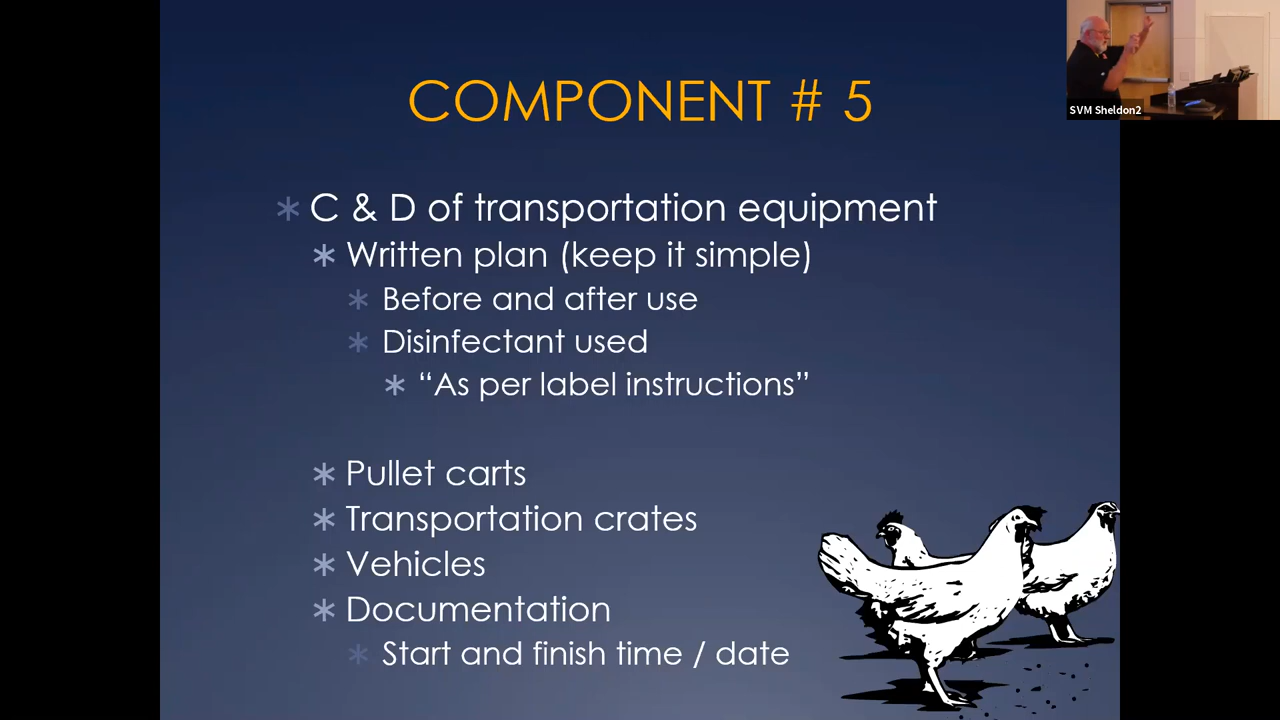 SVM Sheldon2
COMPONENT # 5
* C & D of transportation equipment
* Written plan (keep it simple)
* Before and after use
* Disinfectant used
* “As per label instructions”
* Pullet carts
* Transportation crates
* Vehicles
* Documentation
* Start and finish time / date